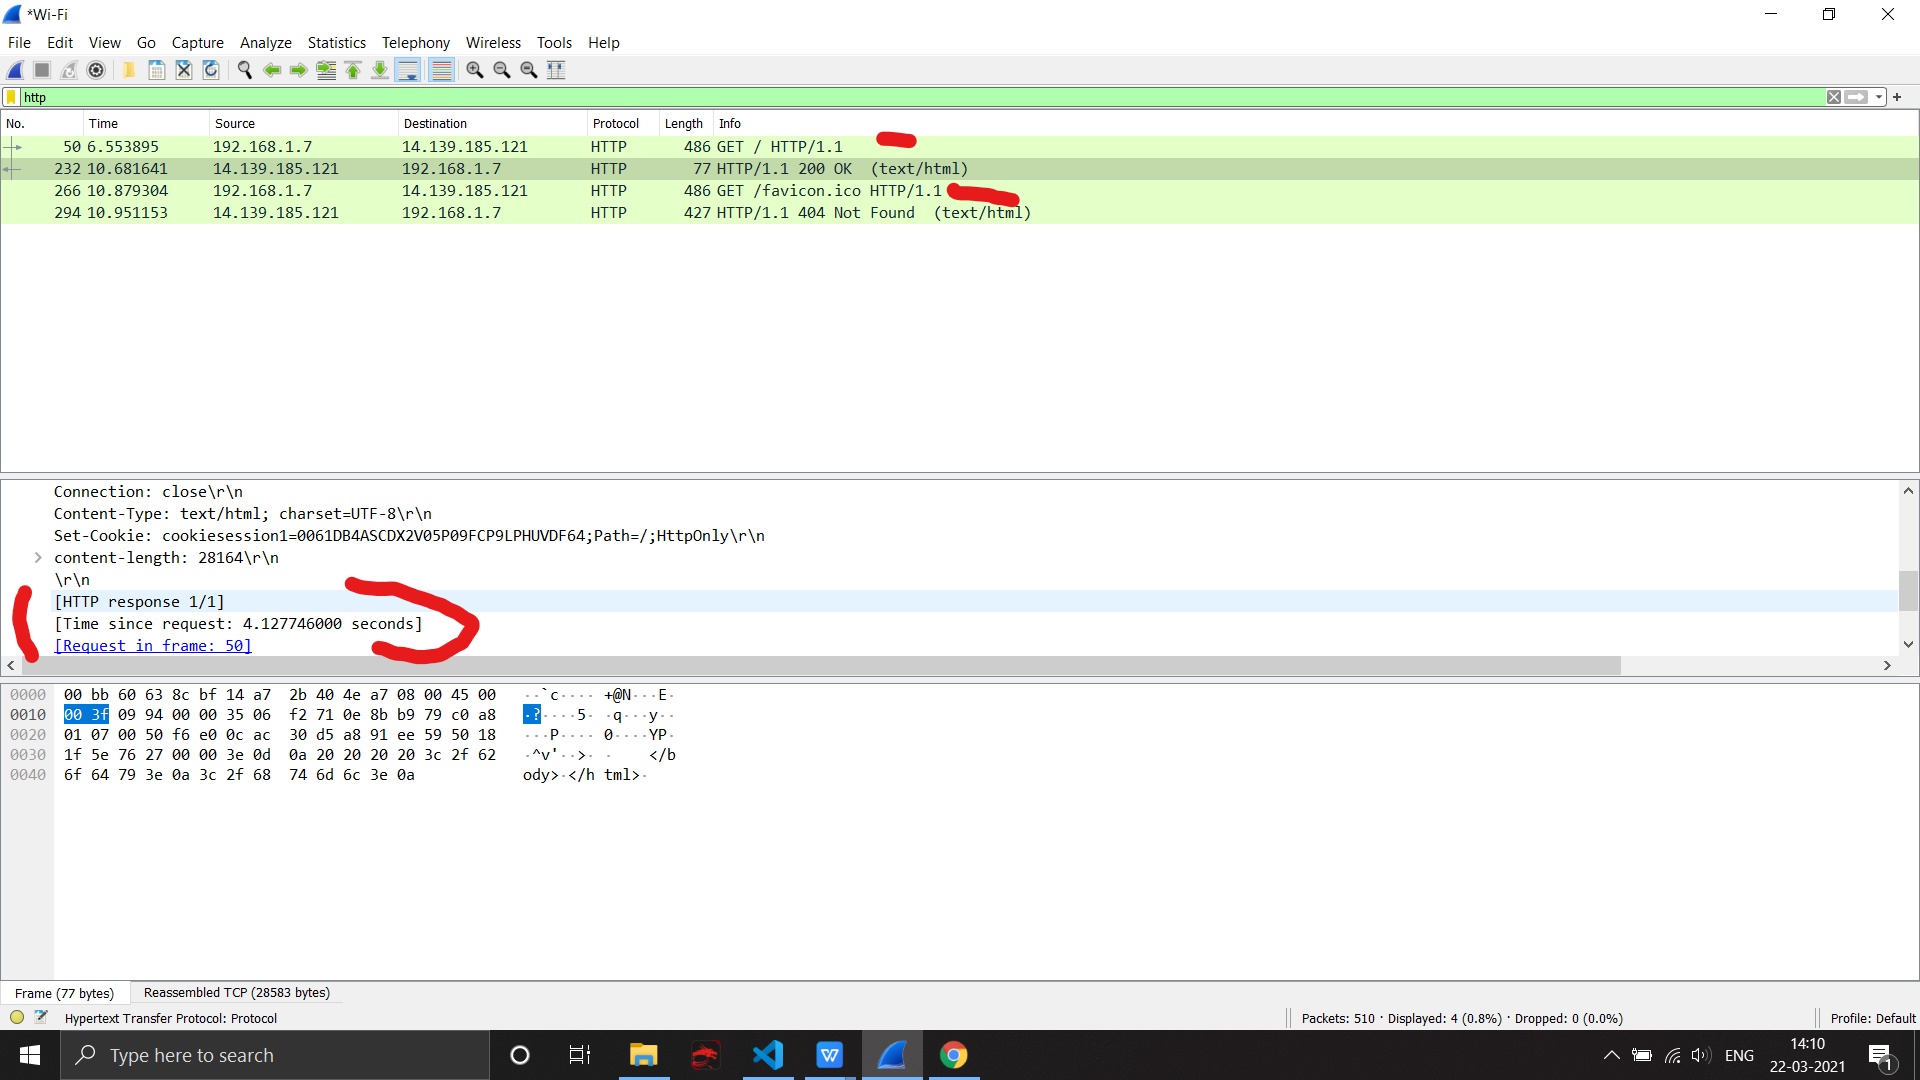 *Wi-Fi
File Edit View Go Capture Analyze Statistics Telephony Wireless Tools Help
http
No. Time Source Destination Protocol Length Info
50 6.553895 192.168.1.7 14.139.185.121 HTTP 486 GET / HTTP/1.1
232 10.681641 14.139.185.121 192.168.1.7 HTTP 77 HTTP/1.1 200 OK (text/html)
266 10.879304 192.168.1.7 14.139.185.121 HTTP 486 GET /favicon.ico HTTP/1.1
294 10.951153 14.139.185.121 192.168.1.7 HTTP 427 HTTP/1.1 404 Not Found (text/html)
Connection: close\r\n
Content-Type: text/html; charset=UTF-8\r\n
Set-Cookie: cookiesession1=0061DB4ASCDX2V05P09FCP9LPHUVDF64;Path=/;HttpOnly\r\n
content-length: 28164\r\n
\r\n
[HTTP response 1/1]
[Time since request: 4.127746000 seconds]
[Request in frame: 50]
0000 00 bb 60 63 8c bf 14 a7 2b 40 4e a7 08 00 45 00 ··`c···· +@N···E·
0010 00 3f 09 94 00 00 35 06 f2 71 0e 8b b9 79 c0 a8 ·?····5· ·q···y··
0020 01 07 00 50 f6 e0 0c ac 30 d5 a8 91 ee 59 50 18 ···P···· 0····YP·
0030 1f 5e 76 27 00 00 3e 0d 0a 20 20 20 20 3c 2f 62 ·^v'··>· · </b
0040 6f 64 79 3e 0a 3c 2f 68 74 6d 6c 3e 0a ody>·</h tml>·
Frame (77 bytes) Reassembled TCP (28583 bytes)
Hypertext Transfer Protocol: Protocol Packets: 510 · Displayed: 4 (0.8%) · Dropped: 0 (0.0%) Profile: Default
Type here to search W ENG 14:10
22-03-2021 1